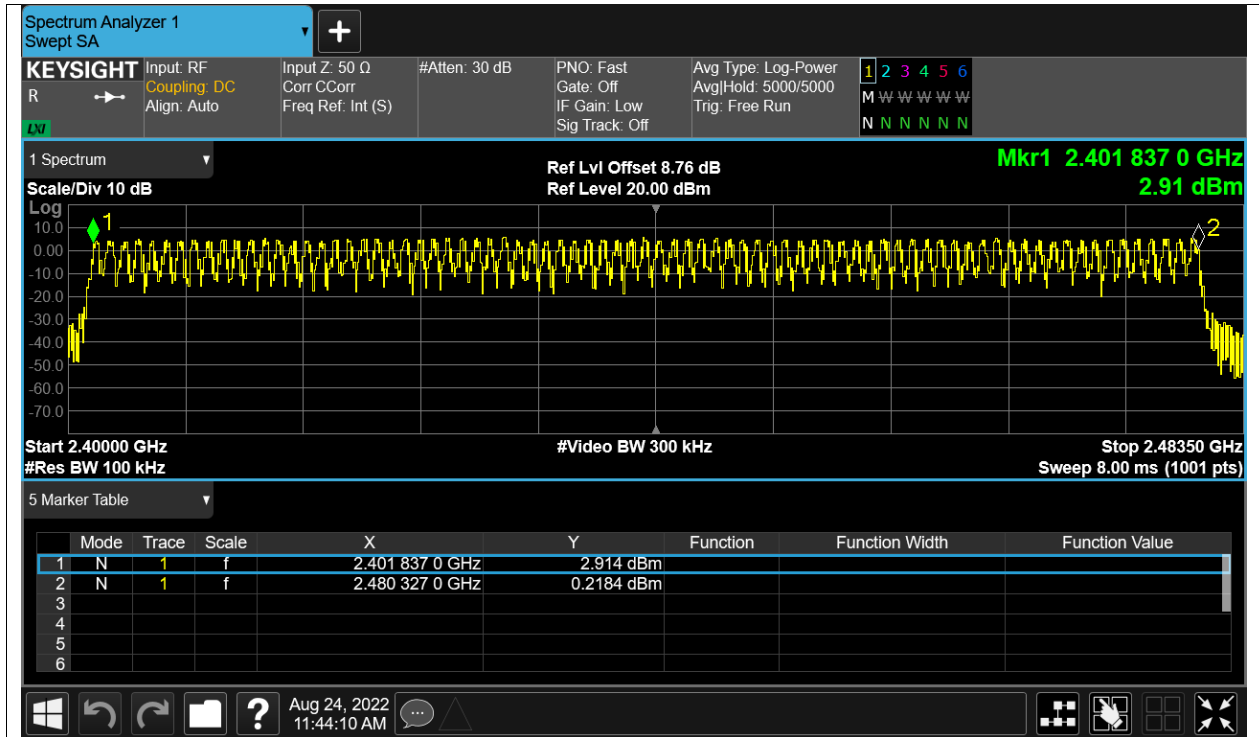 Spectrum Analyzer 1
Swept SA
KEYSIGHT
R
LXI
Input: RF
Coupling: DC
Align: Auto
Input Z: 50 Ω
Corr CCorr
Freq Ref: Int (S)
#Atten: 30 dB
PNO: Fast
Gate: Off
IF Gain: Low
Sig Track: Off
Avg Type: Log-Power
Avg|Hold: 5000/5000
Trig: Free Run
1 2 3 4 5 6
M W W W W W
N N N N N N
1 Spectrum
Scale/Div 10 dB
Ref Lvl Offset 8.76 dB
Ref Level 20.00 dBm
Mkr1 2.401 837 0 GHz
2.91 dBm
Log
10.0
0.00
-10.0
-20.0
-30.0
-40.0
-50.0
-60.0
-70.0
1
2
Start 2.40000 GHz
#Res BW 100 kHz
#Video BW 300 kHz
Stop 2.48350 GHz
Sweep 8.00 ms (1001 pts)
5 Marker Table
Mode Trace Scale X Y Function Function Width Function Value
1 N 1 f 2.401 837 0 GHz 2.914 dBm
2 N 1 f 2.480 327 0 GHz 0.2184 dBm
3
4
5
6
?
Aug 24, 2022
11:44:10 AM